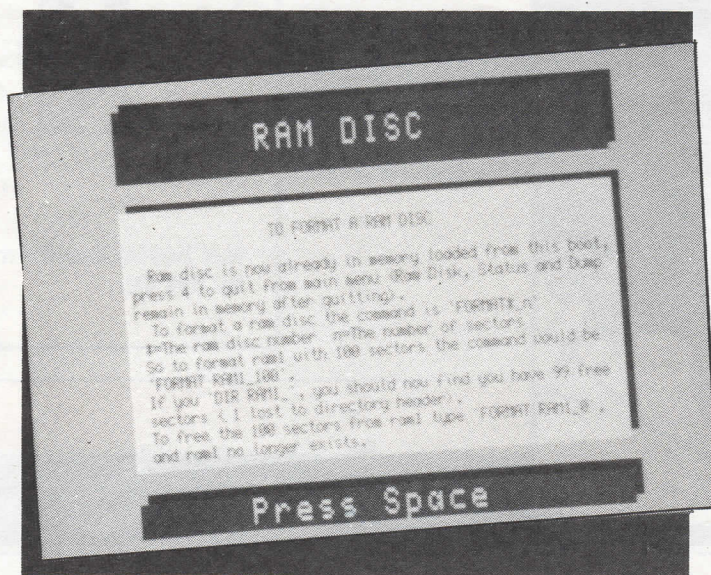 RAM DISC
TO FORMAT A RAM DISC
Ram disc is now already in memory loaded from this boot,
press 4 to quit from main menu (Ram Disk, Status and Dump
remain in memory after quitting).
To format a ram disc the command is 'FORMAT#_n'
#=The ram disc number n=The number of sectors
So to format ram1 with 100 sectors the command would be
'FORMAT RAM1_100'.
If you 'DIR RAM1_', you should now find you have 99 free
sectors ( 1 lost to directory header).
To free the 100 sectors from ram1 type 'FORMAT RAM1_0',
and ram1 no longer exists.
Press Space